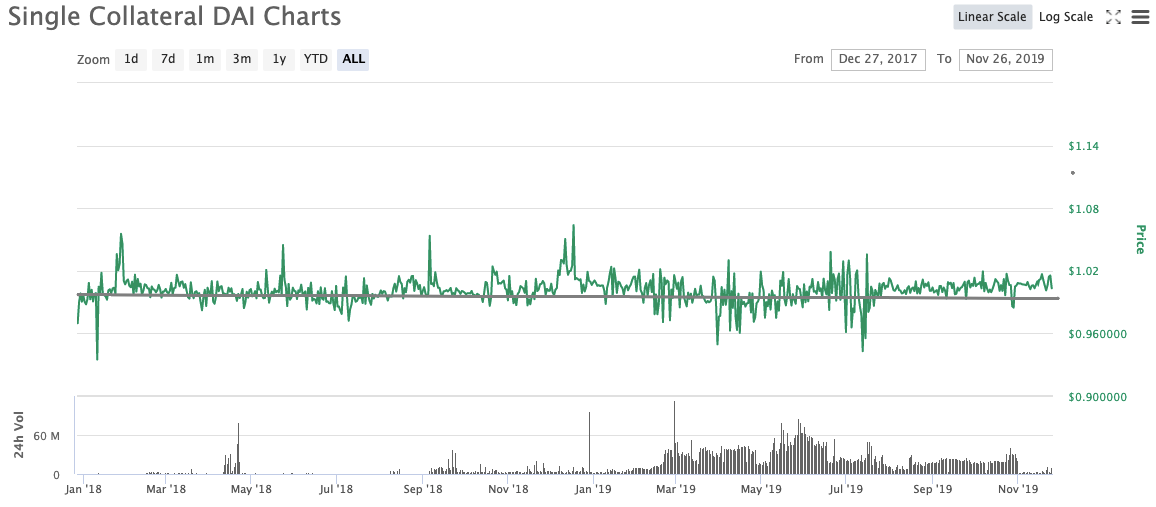 Single Collateral DAI Charts
Linear Scale Log Scale
Zoom 1d 7d 1m 3m 1y YTD ALL
From Dec 27, 2017 To Nov 26, 2019
$1.14
$1.08
Price
$1.02
$0.960000
$0.900000
24h Vol
60 M
0
Jan '18 Mar '18 May '18 Jul '18 Sep '18 Nov '18 Jan '19 Mar '19 May '19 Jul '19 Sep '19 Nov '19